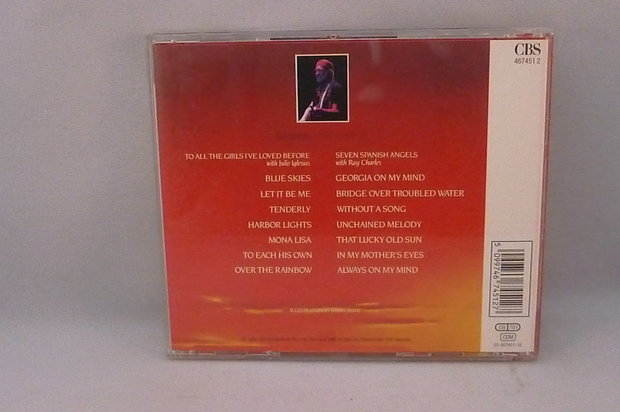 CBS
467451 2
TO ALL THE GIRLS I'VE LOVED BEFORE
with Julio Iglesias
BLUE SKIES
LET IT BE ME
TENDERLY
HARBOR LIGHTS
MONA LISA
TO EACH HIS OWN
OVER THE RAINBOW
SEVEN SPANISH ANGELS
with Ray Charles
GEORGIA ON MY MIND
BRIDGE OVER TROUBLED WATER
WITHOUT A SONG
UNCHAINED MELODY
THAT LUCKY OLD SUN
IN MY MOTHER'S EYES
ALWAYS ON MY MIND
5 099746 745127